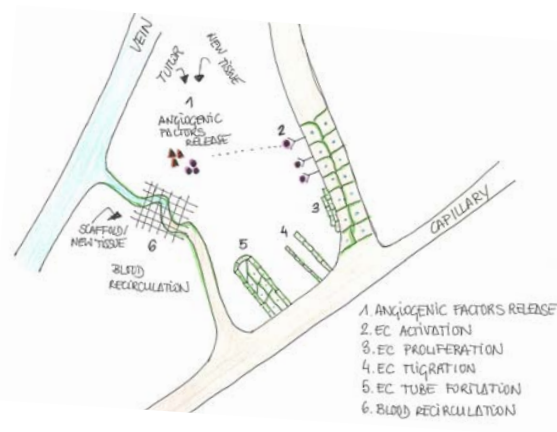 VEIN
TUMOR
NEW TISSUE
1
ANGIOGENIC
FACTORS
RELEASE
2
3
4
5
SCAFFOLD/
NEW TISSUE
6
BLOOD
RECIRCULATION
CAPILLARY
1. ANGIOGENIC FACTORS RELEASE
2. EC ACTIVATION
3. EC PROLIFERATION
4. EC MIGRATION
5. EC TUBE FORMATION
6. BLOOD RECIRCULATION